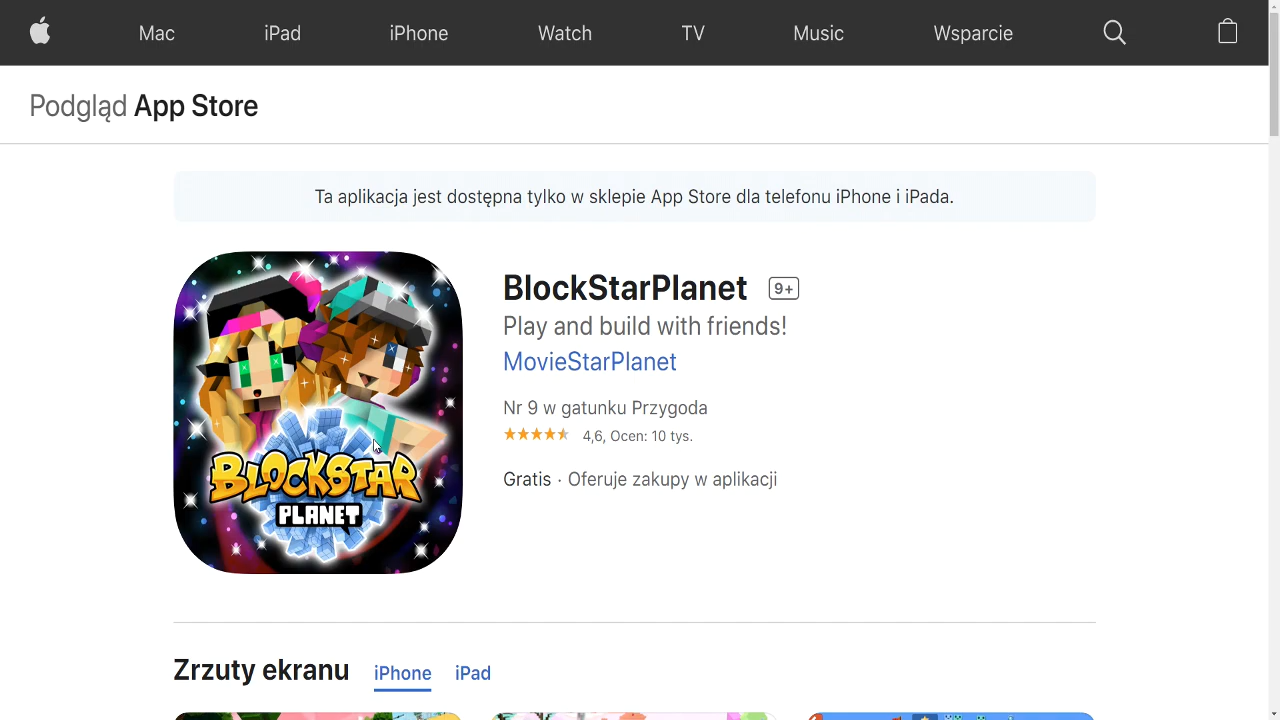 Mac iPad iPhone Watch TV Music Wsparcie
Podgląd App Store
Ta aplikacja jest dostępna tylko w sklepie App Store dla telefonu iPhone i iPada.
BLOCKSTAR
PLANET
BlockStarPlanet 9+
Play and build with friends!
MovieStarPlanet
Nr 9 w gatunku Przygoda
4,6, Ocen: 10 tys.
Gratis · Oferuje zakupy w aplikacji
Zrzuty ekranu iPhone iPad